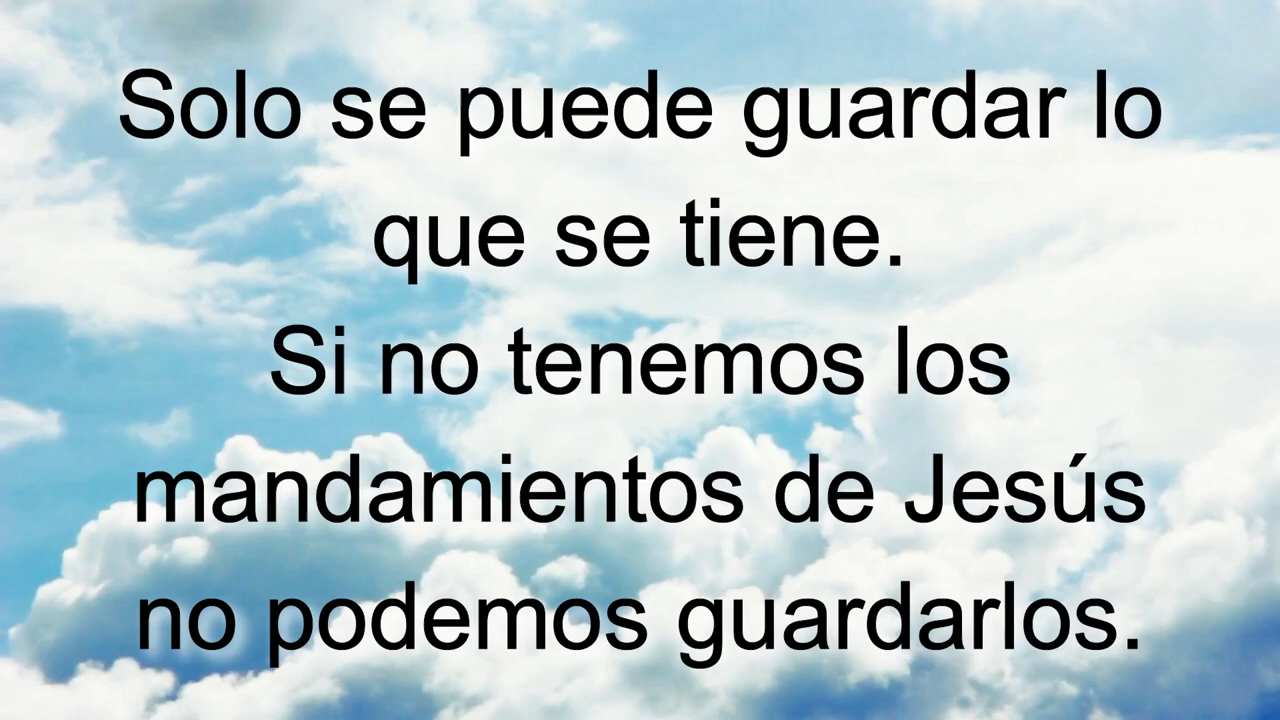 Solo se puede guardar lo
que se tiene.
Si no tenemos los
mandamientos de Jesús
no podemos guardarlos.